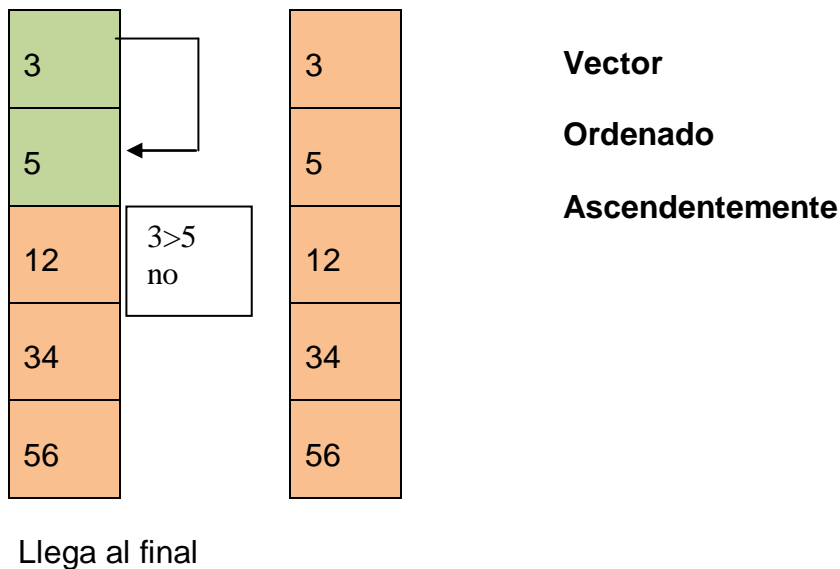 3
5
12
34
56
3>5
no
3
5
12
34
56
Vector
Ordenado
Ascendentemente
Llega al final